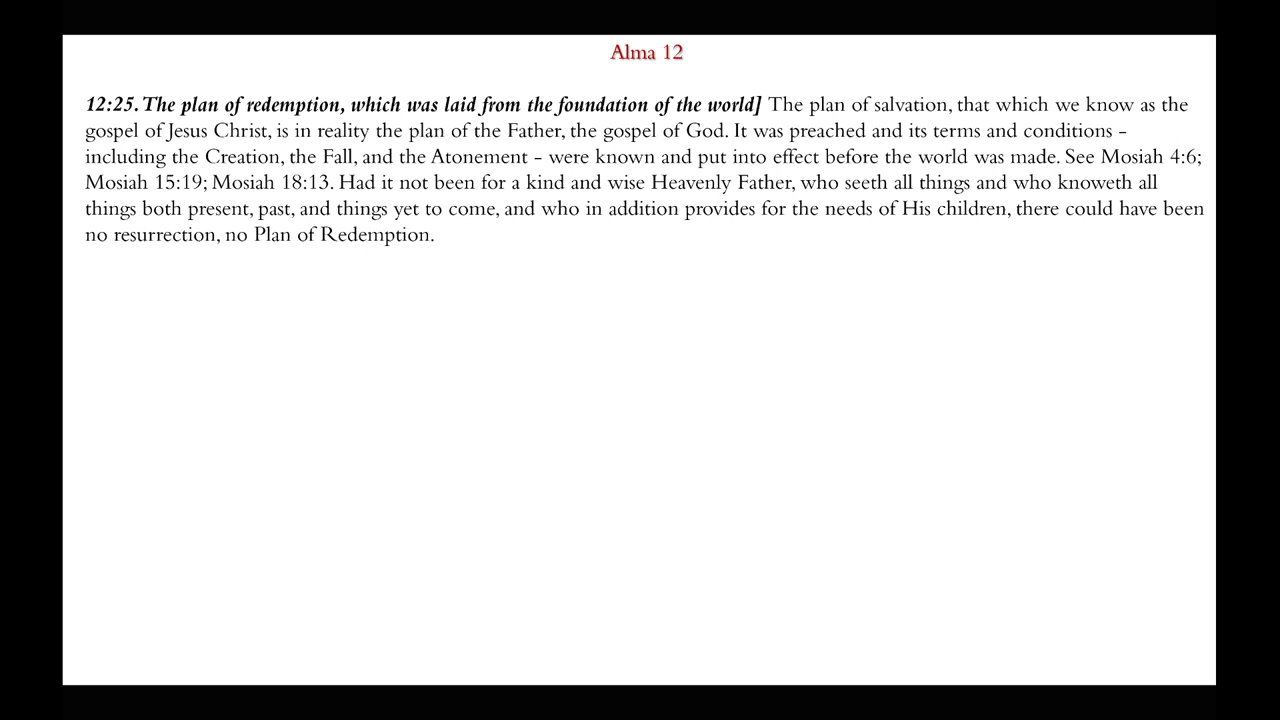 Alma 12
12:25. The plan of redemption, which was laid from the foundation of the world] The plan of salvation, that which we know as the
gospel of Jesus Christ, is in reality the plan of the Father, the gospel of God. It was preached and its terms and conditions -
including the Creation, the Fall, and the Atonement - were known and put into effect before the world was made. See Mosiah 4:6;
Mosiah 15:19; Mosiah 18:13. Had it not been for a kind and wise Heavenly Father, who seeth all things and who knoweth all
things both present, past, and things yet to come, and who in addition provides for the needs of His children, there could have been
no resurrection, no Plan of Redemption.